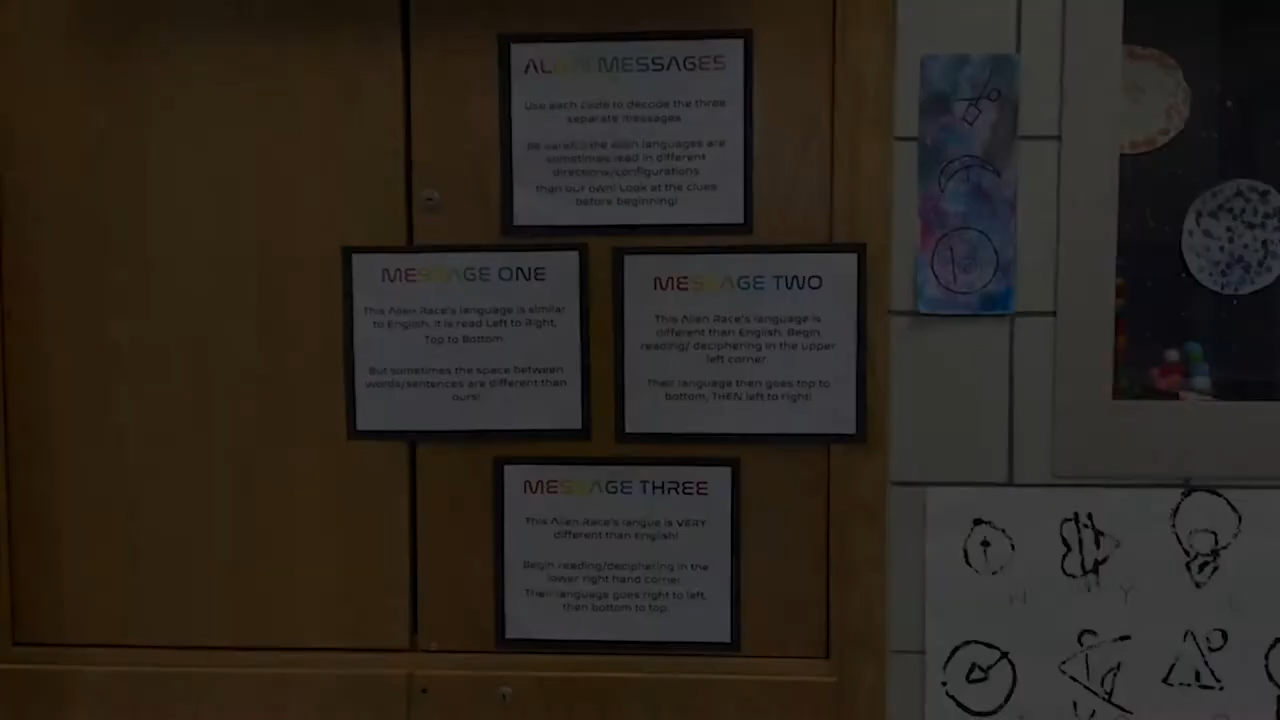 ALIEN MESSAGES
Use each code to decode the three
separate messages
Be careful the alien languages are
sometimes read in different
directions/configurations
than our own! Look at the clues
before beginning!
MESSAGE ONE
This Alien Race's language is similar
to English. It is read Left to Right,
Top to Bottom
But sometimes the space between
words/sentences are different than
ours!
MESSAGE TWO
This Alien Race's language is
different than English. Begin
reading/ deciphering in the upper
left corner.
Their language then goes top to
bottom, THEN left to right!
MESSAGE THREE
This Alien Race's langue is VERY
different than English!
Begin reading/deciphering in the
lower right hand corner
Their language goes right to left,
then bottom to top.
H Y